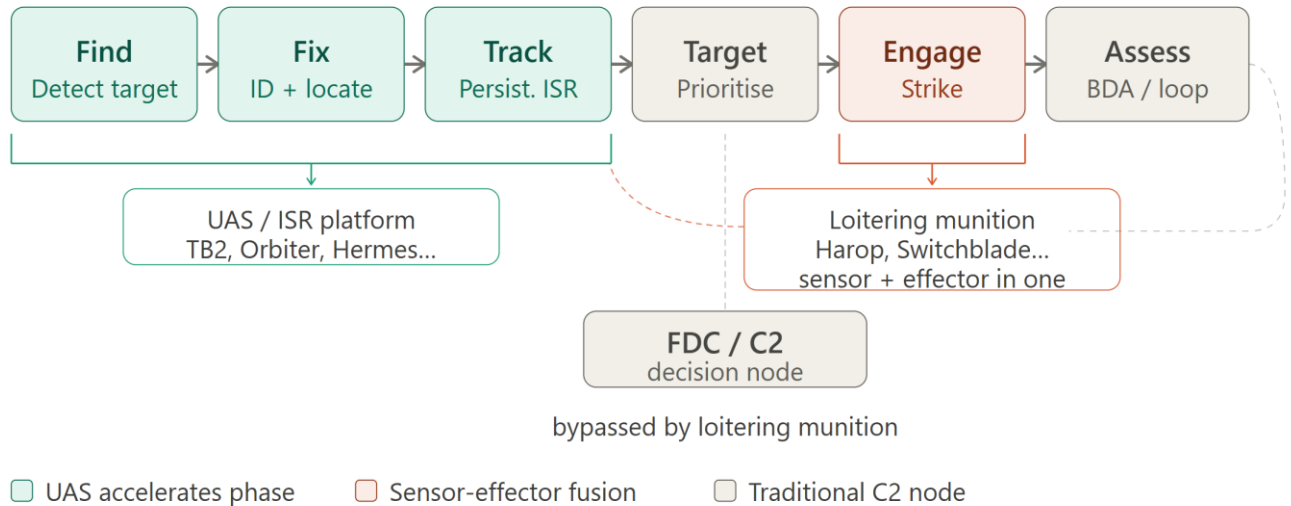 Find
Detect target
Fix
ID + locate
Track
Persist. ISR
Target
Prioritise
Engage
Strike
Assess
BDA / loop
UAS / ISR platform
TB2, Orbiter, Hermes...
Loitering munition
Harop, Switchblade...
sensor + effector in one
FDC / C2
decision node
bypassed by loitering munition
UAS accelerates phase
Sensor-effector fusion
Traditional C2 node